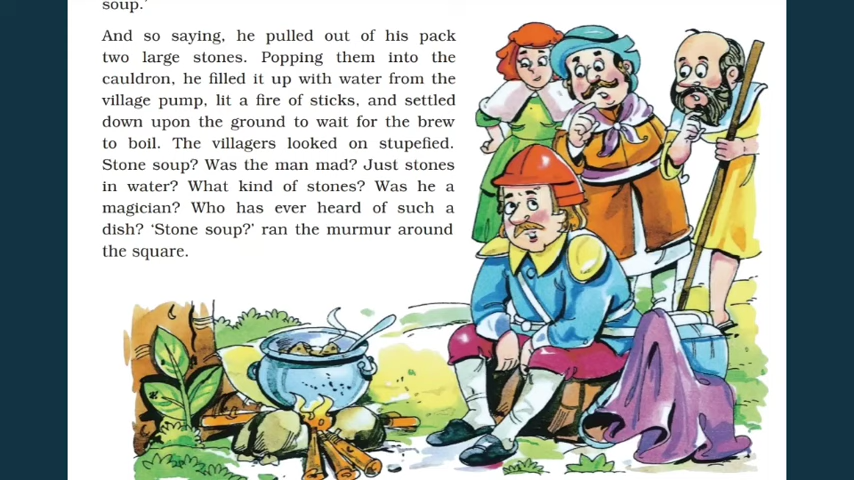 soup.’
And so saying, he pulled out of his pack
two large stones. Popping them into the
cauldron, he filled it up with water from the
village pump, lit a fire of sticks, and settled
down upon the ground to wait for the brew
to boil. The villagers looked on stupefied.
Stone soup? Was the man mad? Just stones
in water? What kind of stones? Was he a
magician? Who has ever heard of such a
dish? ‘Stone soup?’ ran the murmur around
the square.